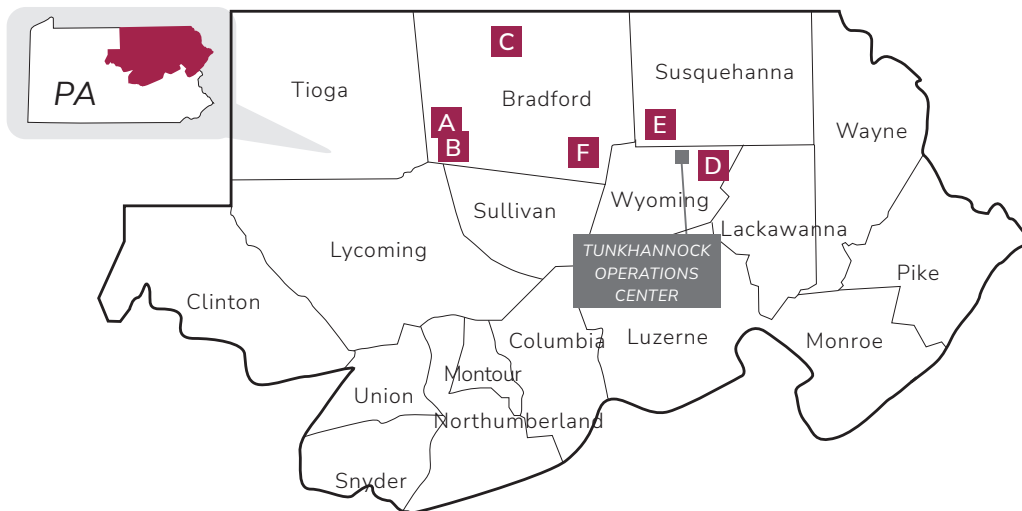 PA
Tioga
C
Bradford
Susquehanna
A
B
E
F
D
Wayne
Wyoming
Sullivan
Lackawanna
Lycoming
TUNKHANNOCK
OPERATIONS
CENTER
Pike
Clinton
Columbia
Luzerne
Monroe
Montour
Union
Northumberland
Snyder